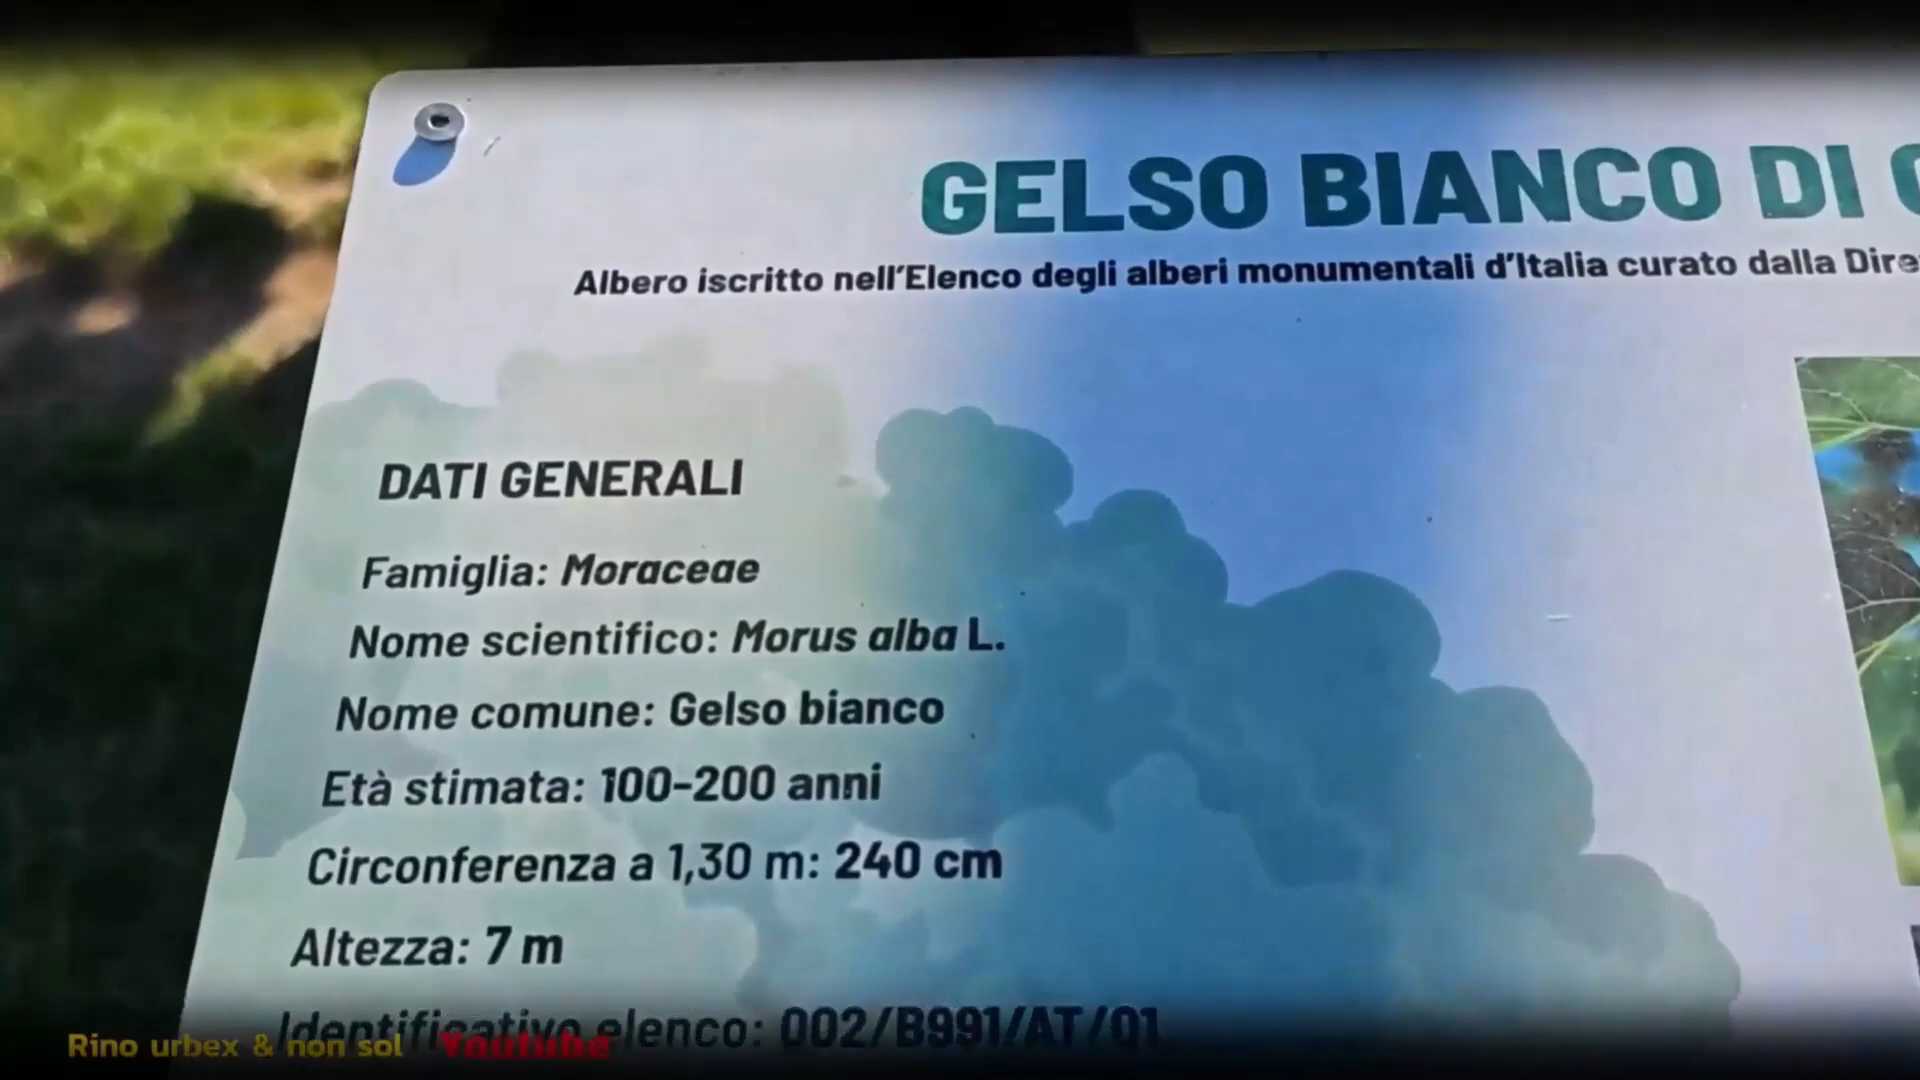 GELSO BIANCO DI
Albero iscritto nell'Elenco degli alberi monumentali d'Italia curato dalla Dire
DATI GENERALI
Famiglia: Moraceae
Nome scientifico: Morus alba L.
Nome comune: Gelso bianco
Età stimata: 100-200 anni
Circonferenza a 1,30 m: 240 cm
Altezza: 7 m
Identificativo elenco: 002/B991/AT/01
Rino urbex & non sol Youtube